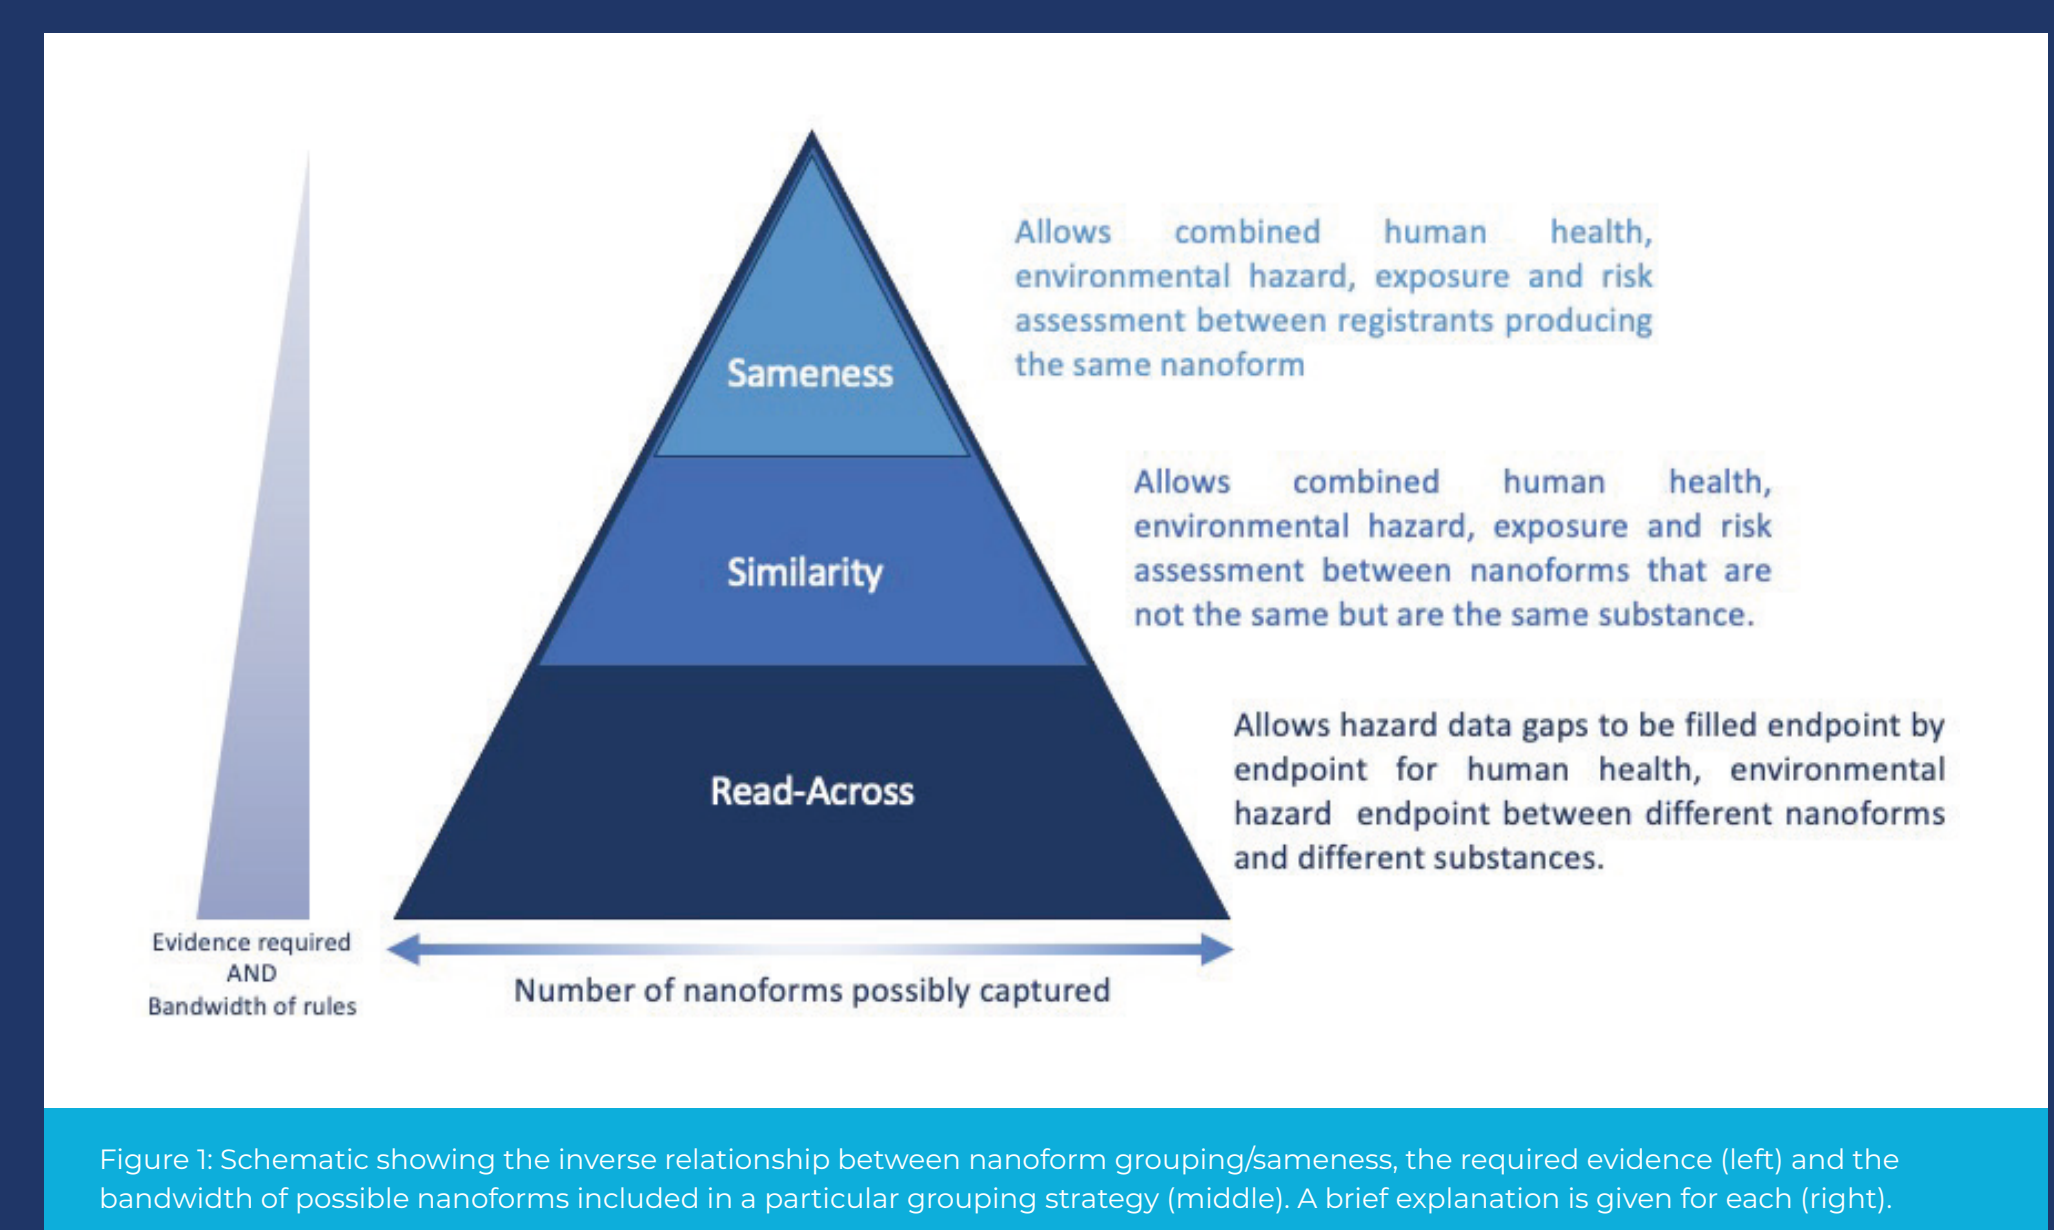 Allows combined human health,
environmental hazard, exposure and risk
assessment between registrants producing
the same nanoform
Sameness
Allows combined human health,
environmental hazard, exposure and risk
assessment between nanoforms that are
not the same but are the same substance.
Similarity
Allows hazard data gaps to be filled endpoint by
endpoint for human health, environmental
hazard endpoint between different nanoforms
and different substances.
Read-Across
Evidence required
AND
Bandwidth of rules
Number of nanoforms possibly captured
Figure 1: Schematic showing the inverse relationship between nanoform grouping/sameness, the required evidence (left) and the
bandwidth of possible nanoforms included in a particular grouping strategy (middle). A brief explanation is given for each (right).